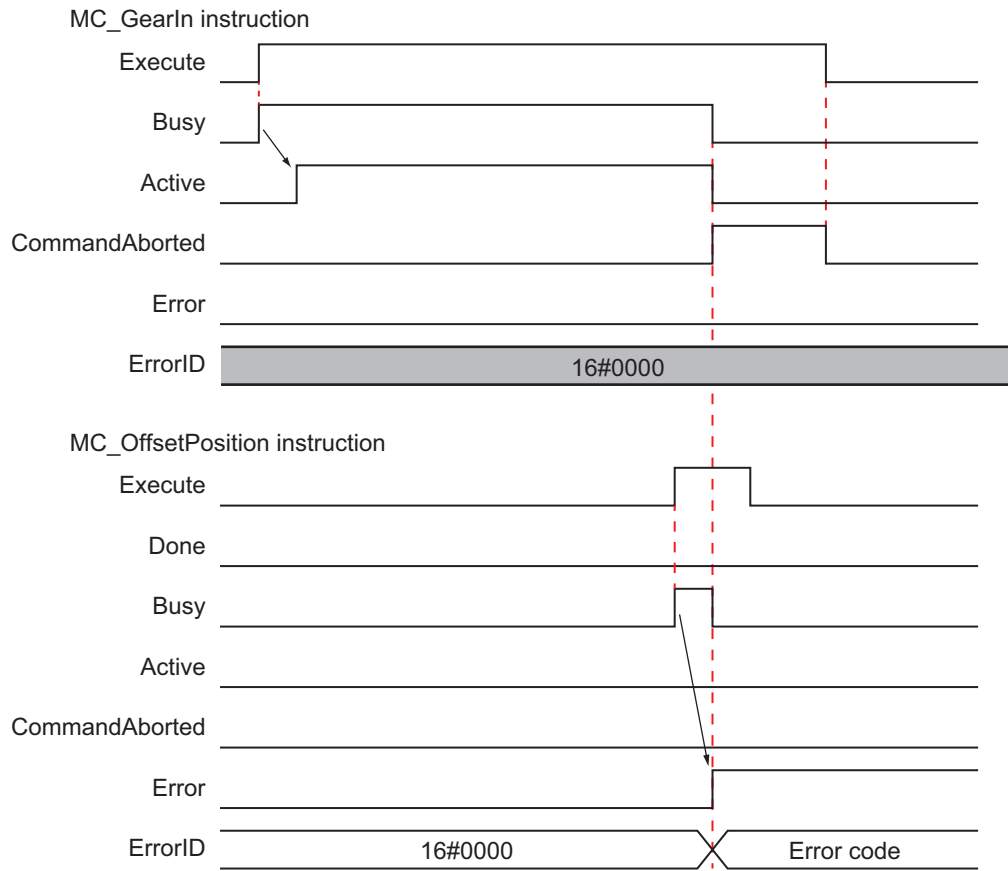 MC_GearIn instruction
Execute
Busy
Active
CommandAborted
Error
ErrorID 16#0000
MC_OffsetPosition instruction
Execute
Done
Busy
Active
CommandAborted
Error
ErrorID 16#0000 Error code